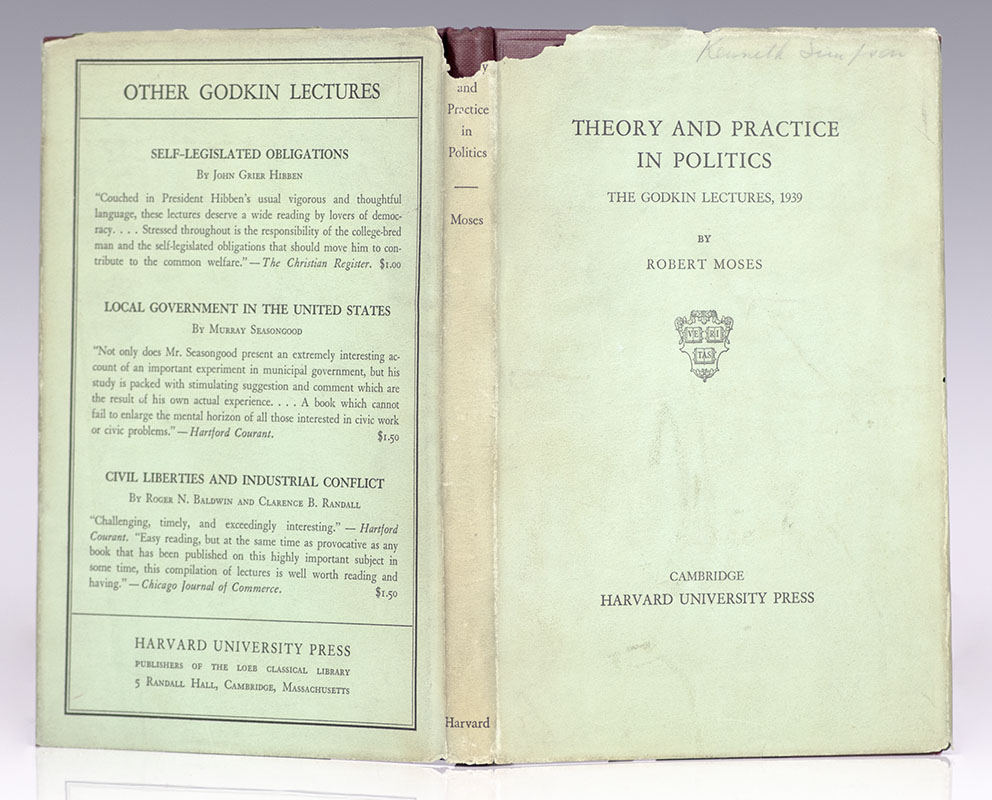 OTHER GODKIN LECTURES
SELF-LEGISLATED OBLIGATIONS
By John Grier Hibben
“Couched in President Hibben’s usual vigorous and thoughtful
language, these lectures deserve a wide reading by lovers of democ-
racy. . . . Stressed throughout is the responsibility of the college-bred
man and the self-legislated obligations that should move him to con-
tribute to the common welfare.” — The Christian Register. $1.00
LOCAL GOVERNMENT IN THE UNITED STATES
By Murray Seasongood
“Not only does Mr. Seasongood present an extremely interesting ac-
count of an important experiment in municipal government, but his
study is packed with stimulating suggestion and comment which are
the result of his own actual experience. . . . A book which cannot
fail to enlarge the mental horizon of all those interested in civic work
or civic problems.” — Hartford Courant. $1.50
CIVIL LIBERTIES AND INDUSTRIAL CONFLICT
By Roger N. Baldwin and Clarence B. Randall
“Challenging, timely, and exceedingly interesting.” — Hartford
Courant. “Easy reading, but at the same time as provocative as any
book that has been published on this highly important subject in
some time, this compilation of lectures is well worth reading and
having.” — Chicago Journal of Commerce. $1.50
HARVARD UNIVERSITY PRESS
PUBLISHERS OF THE LOEB CLASSICAL LIBRARY
5 Randall Hall, Cambridge, Massachusetts
y
and
Practice
in
Politics
Moses
Harvard
Kenneth Simpson
THEORY AND PRACTICE
IN POLITICS
THE GODKIN LECTURES, 1939
BY
ROBERT MOSES
VE RI
TAS
CAMBRIDGE
HARVARD UNIVERSITY PRESS